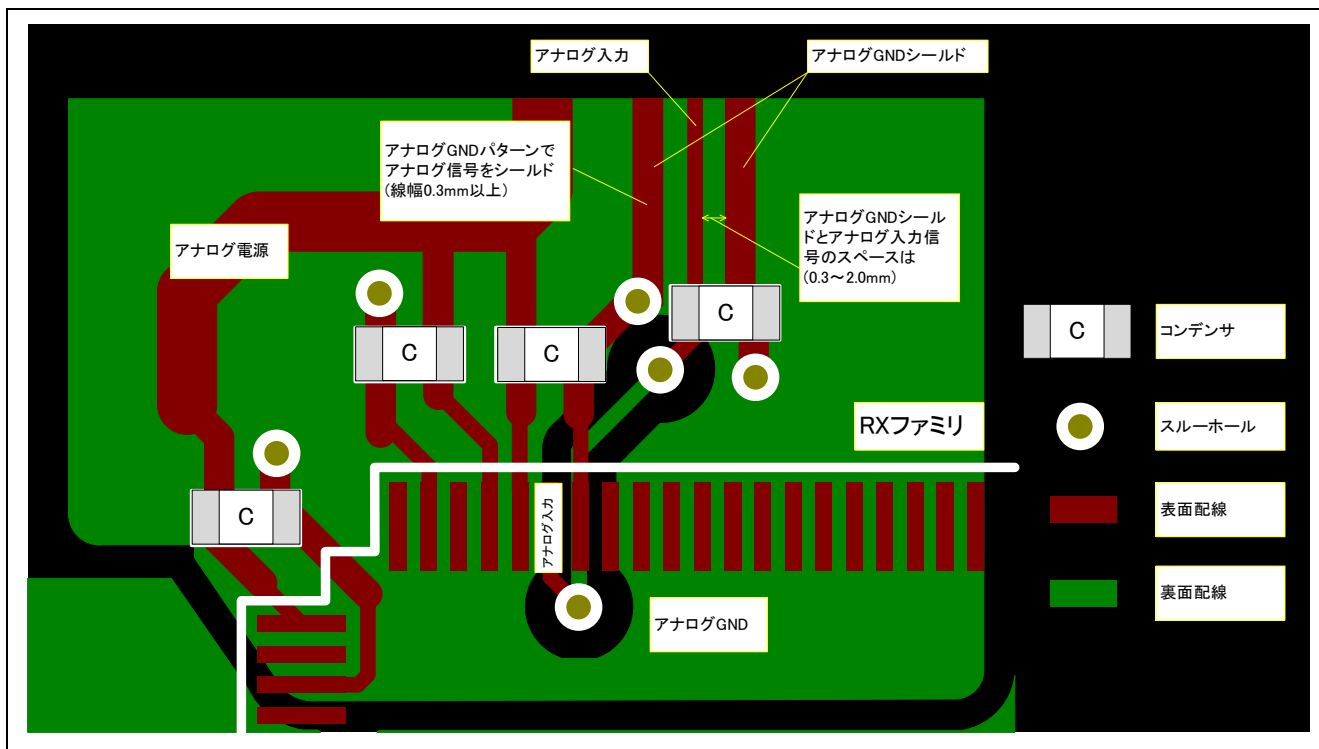 アナログ入力
アナログGNDシールド
アナログGNDパターンで
アナログ信号をシールド
(線幅0.3mm以上)
アナログGNDシール
ドとアナログ入力信
号のスペースは
(0.3～2.0mm)
アナログ電源
C
C
C
C
C
コンデンサ
RXファミリ
スルーホール
アナログ入力
表面配線
裏面配線
アナログGND